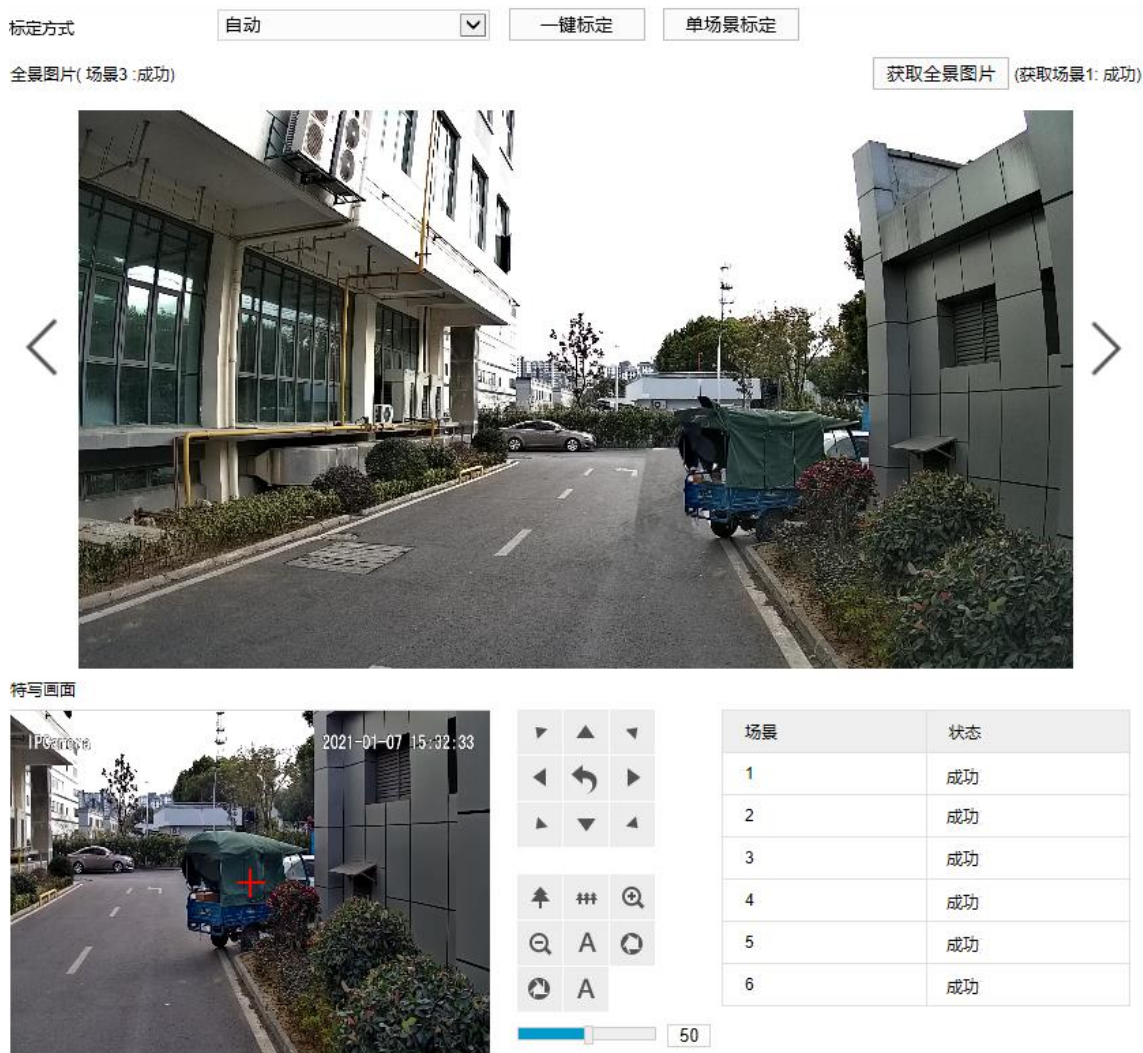 标定方式 自动 一键标定 单场景标定
全景图片( 场景3 :成功) 获取全景图片 (获取场景1: 成功)
特写画面
IPCamera 2021-01-07 15:32:33
场景 状态
1 成功
2 成功
3 成功
4 成功
5 成功
6 成功
A
A
50